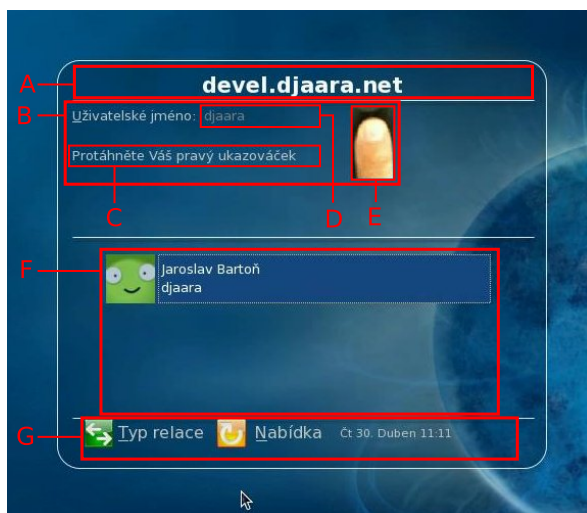 A
devel.djaara.net
B
Uživatelské jméno: djaara
Protáhněte Váš pravý ukazováček
C
D
E
F
Jaroslav Bartoň
djaara
G
Typ relace Nabídka Čt 30. Duben 11:11